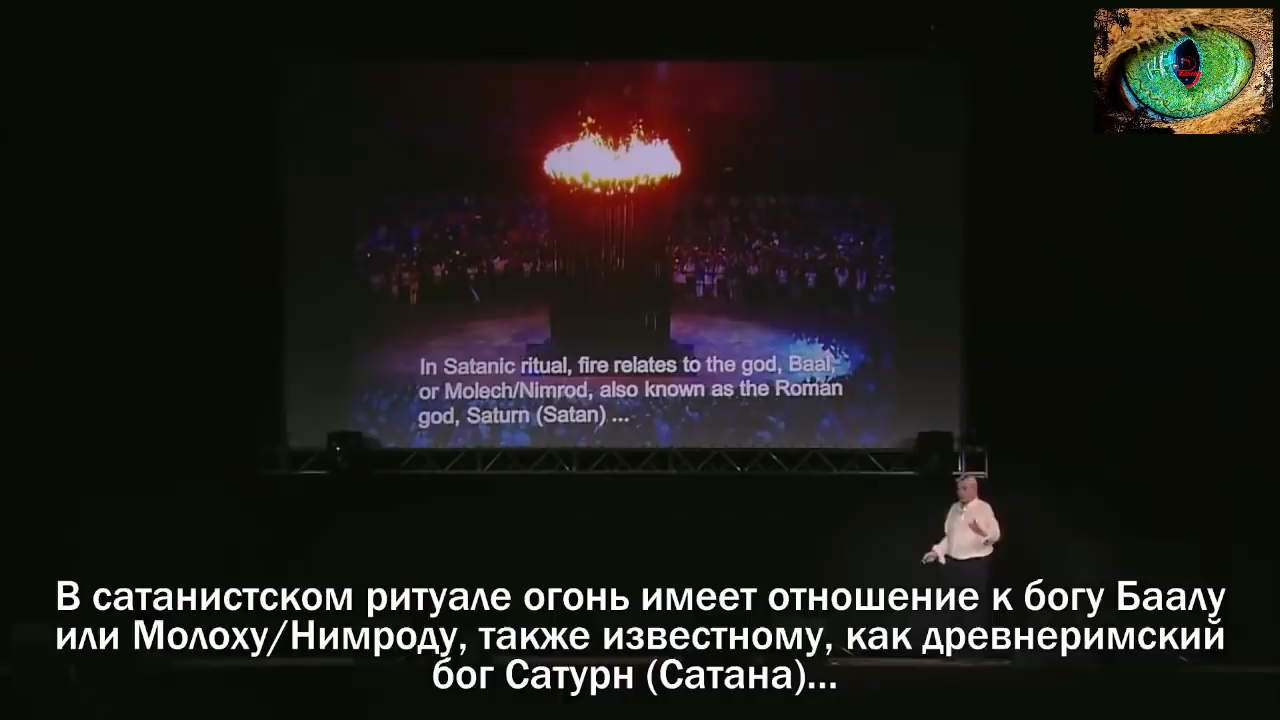 In Satanic ritual, fire relates to the god, Baal,
or Molech/Nimrod, also known as the Roman
god, Saturn (Satan) ...
В сатанистском ритуале огонь имеет отношение к богу Баалу
или Молоху/Нимроду, также известному, как древнеримский
бог Сатурн (Сатана)...